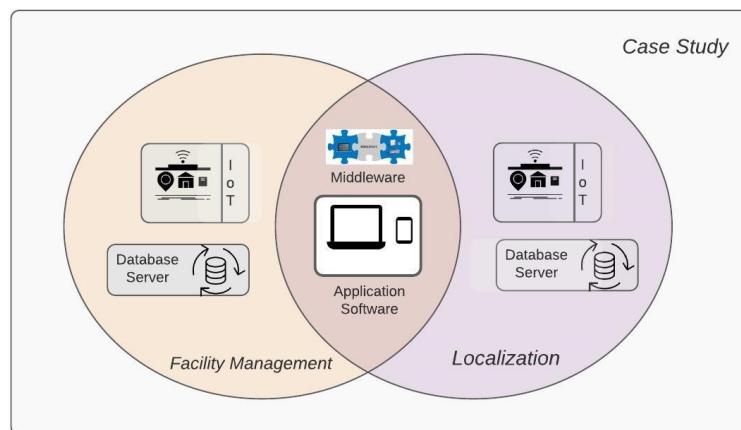 Case Study
I
o
T
Database
Server
Facility Management
Middleware
Application
Software
I
o
T
Database
Server
Localization